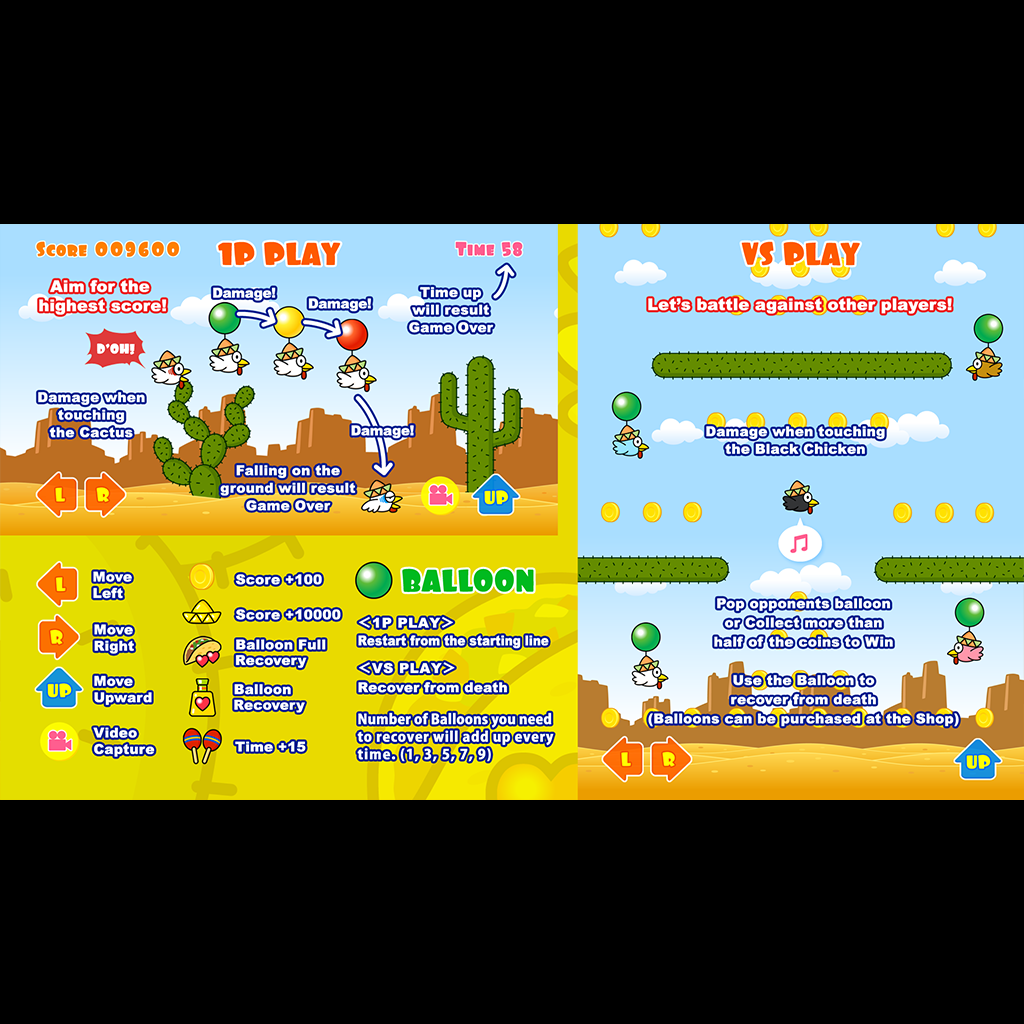 SCORE 009600
1P PLAY
TIME 58
Aim for the
highest score!
Damage!
Damage!
Time up
will result
Game Over
D'OH!
Damage when
touching
the Cactus
Damage!
Falling on the
ground will result
Game Over
L
R
UP
L
Move
Left
R
Move
Right
UP
Move
Upward
Video
Capture
Score +100
Score +10000
Balloon Full
Recovery
Balloon
Recovery
Time +15
BALLOON
<1P PLAY>
Restart from the starting line
<VS PLAY>
Recover from death
Number of Balloons you need
to recover will add up every
time. (1, 3, 5, 7, 9)
VS PLAY
Let's battle against other players!
Damage when touching
the Black Chicken
Pop opponents balloon
or Collect more than
half of the coins to Win
Use the Balloon to
recover from death
(Balloons can be purchased at the Shop)
L
R
UP